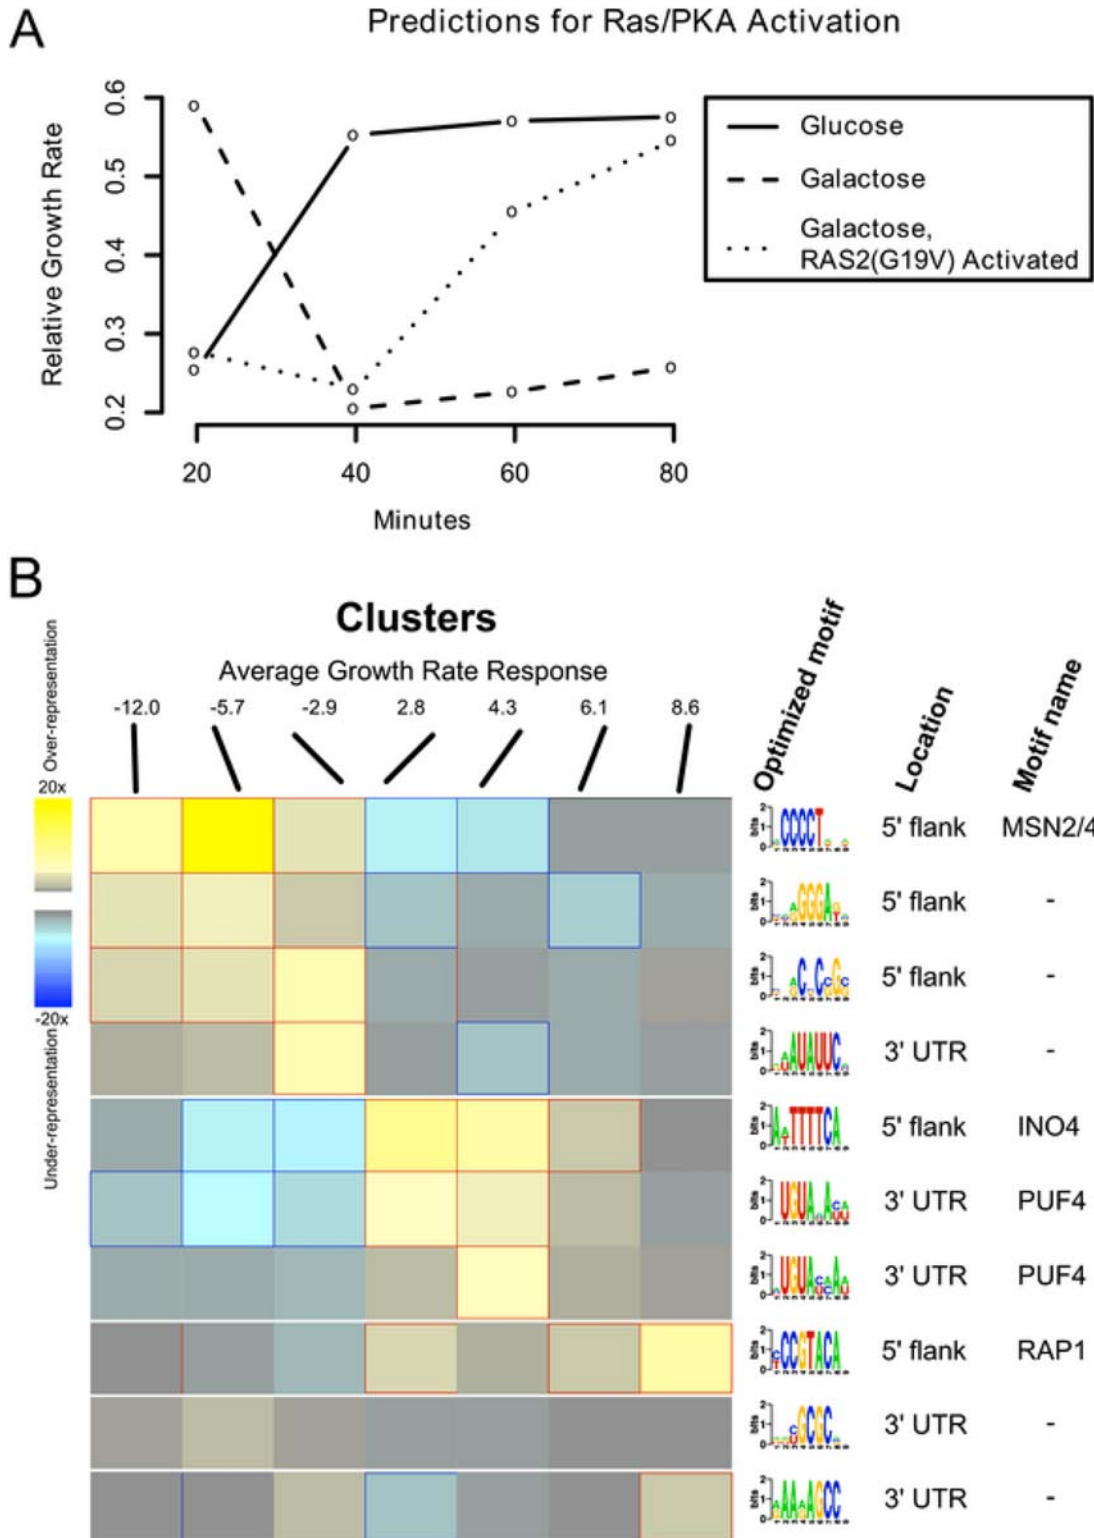 A
Predictions for Ras/PKA Activation
Relative Growth Rate
0.6
0.5
0.4
0.3
0.2
20 40 60 80
Minutes
Glucose
Galactose
Galactose,
RAS2(G19V) Activated
B
Clusters
Average Growth Rate Response
-12.0 -5.7 -2.9 2.8 4.3 6.1 8.6
Optimized motif
Location
Motif name
Over-representation
20x
-20x
Under-representation
5' flank MSN2/4
5' flank -
5' flank -
3' UTR -
5' flank INO4
3' UTR PUF4
3' UTR PUF4
5' flank RAP1
3' UTR -
3' UTR -